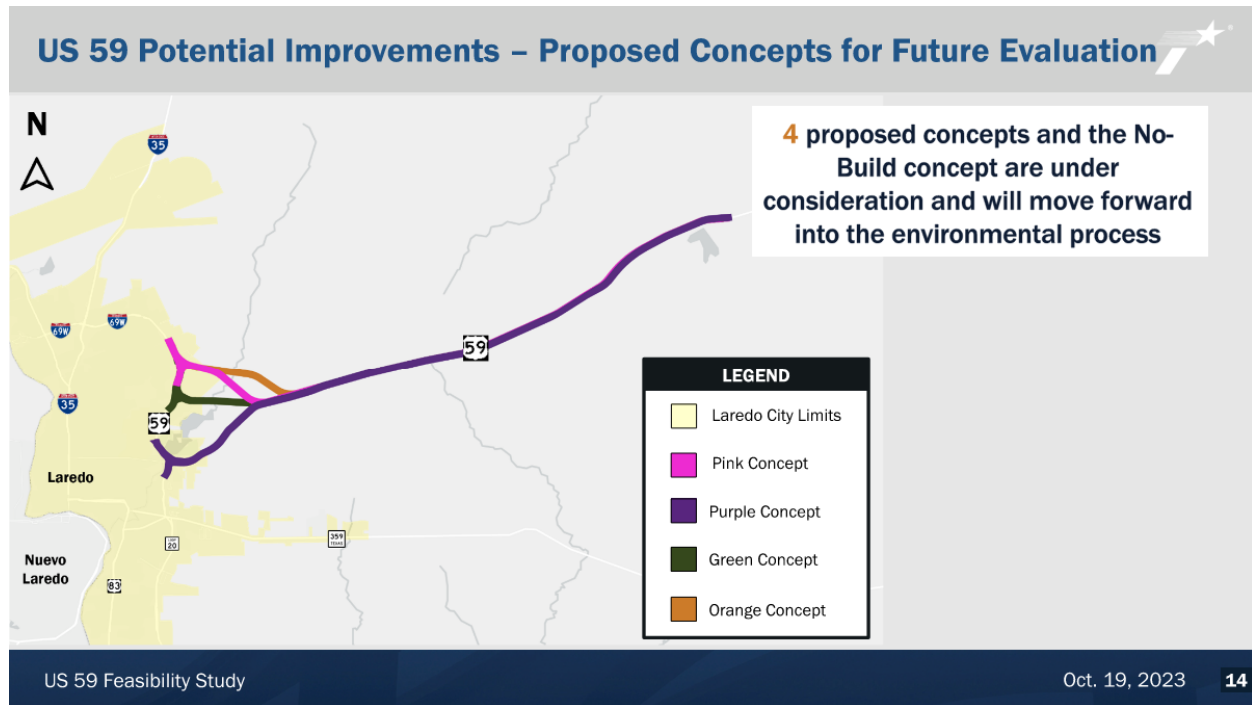 US 59 Potential Improvements – Proposed Concepts for Future Evaluation
N
4 proposed concepts and the No-
Build concept are under
consideration and will move forward
into the environmental process
35
69W
69W
59
35
59
Laredo
LEGEND
Laredo City Limits
Pink Concept
Purple Concept
Green Concept
Orange Concept
359
TEXAS
LOOP
20
Nuevo
Laredo
83
US 59 Feasibility Study
Oct. 19, 2023
14